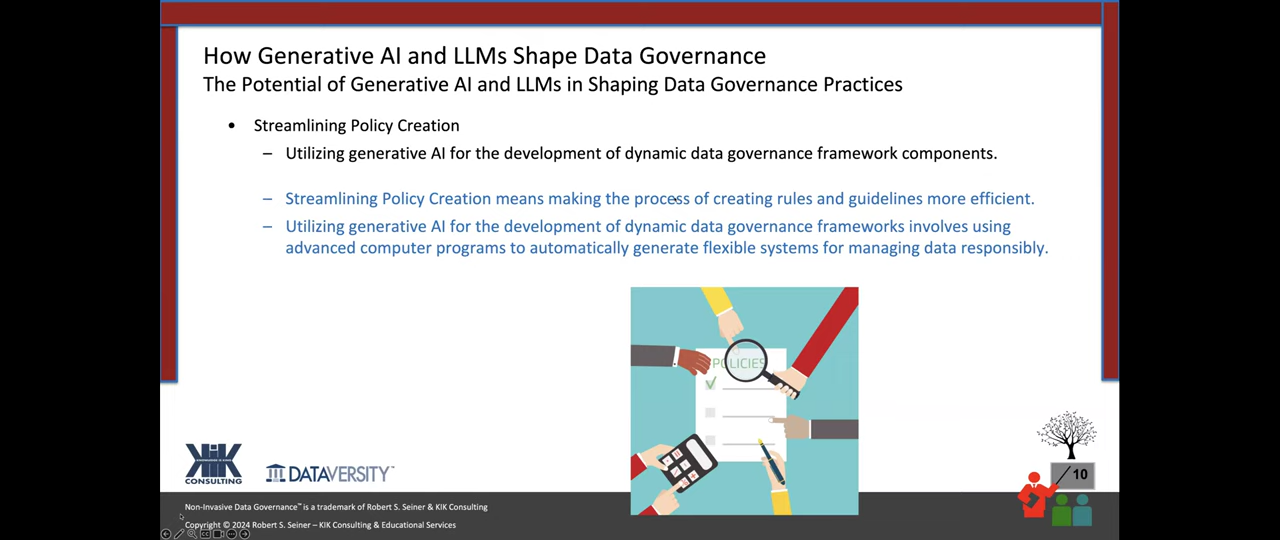 How Generative AI and LLMs Shape Data Governance
The Potential of Generative AI and LLMs in Shaping Data Governance Practices
• Streamlining Policy Creation
– Utilizing generative AI for the development of dynamic data governance framework components.
– Streamlining Policy Creation means making the process of creating rules and guidelines more efficient.
– Utilizing generative AI for the development of dynamic data governance frameworks involves using
advanced computer programs to automatically generate flexible systems for managing data responsibly.
POLICIES
KIK
CONSULTING
DATAVERSITY™
10
Non-Invasive Data Governance™ is a trademark of Robert S. Seiner & KIK Consulting
Copyright © 2024 Robert S. Seiner – KIK Consulting & Educational Services